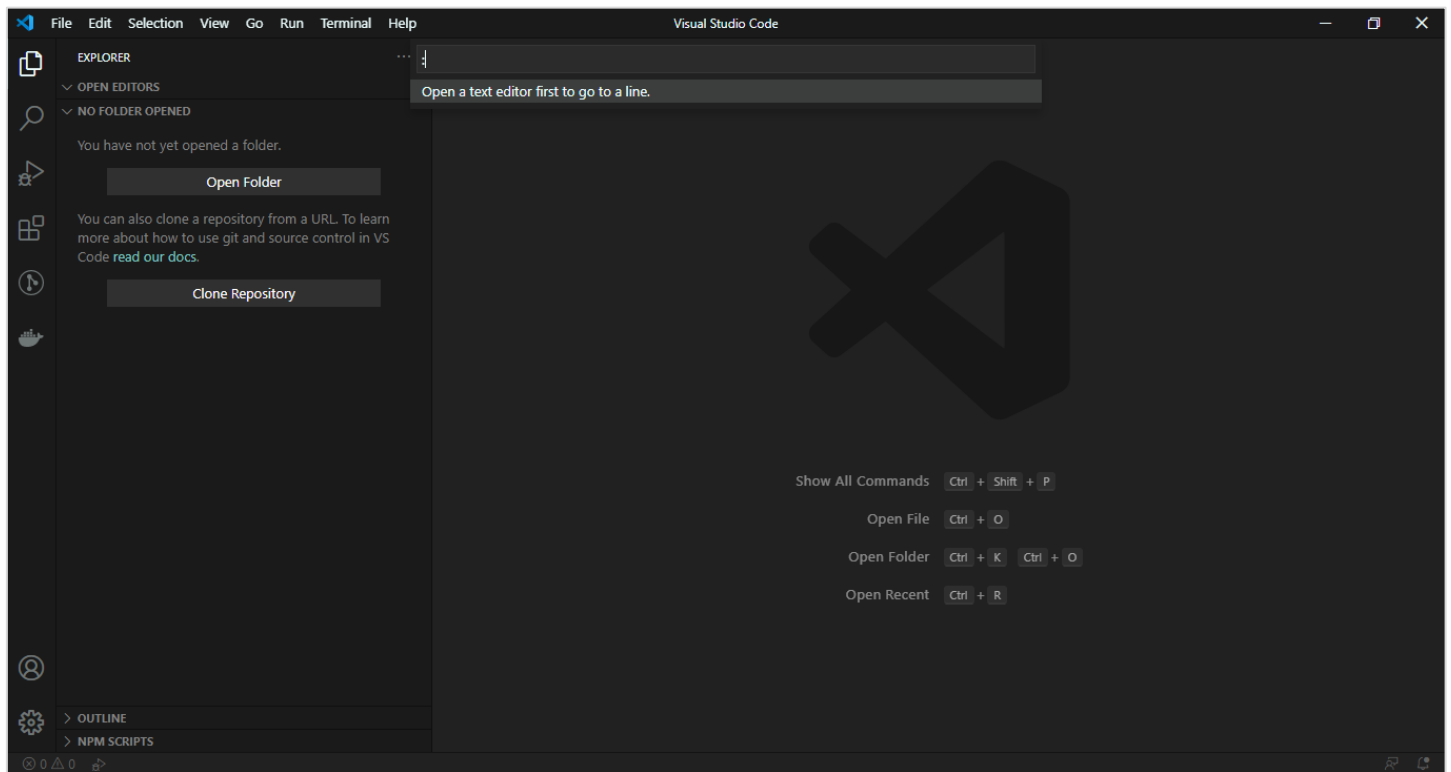 File Edit Selection View Go Run Terminal Help
Visual Studio Code
EXPLORER
:
Open a text editor first to go to a line.
OPEN EDITORS
NO FOLDER OPENED
You have not yet opened a folder.
Open Folder
You can also clone a repository from a URL. To learn
more about how to use git and source control in VS
Code read our docs.
Clone Repository
Show All Commands Ctrl + Shift + P
Open File Ctrl + O
Open Folder Ctrl + K Ctrl + O
Open Recent Ctrl + R
OUTLINE
NPM SCRIPTS
0 0